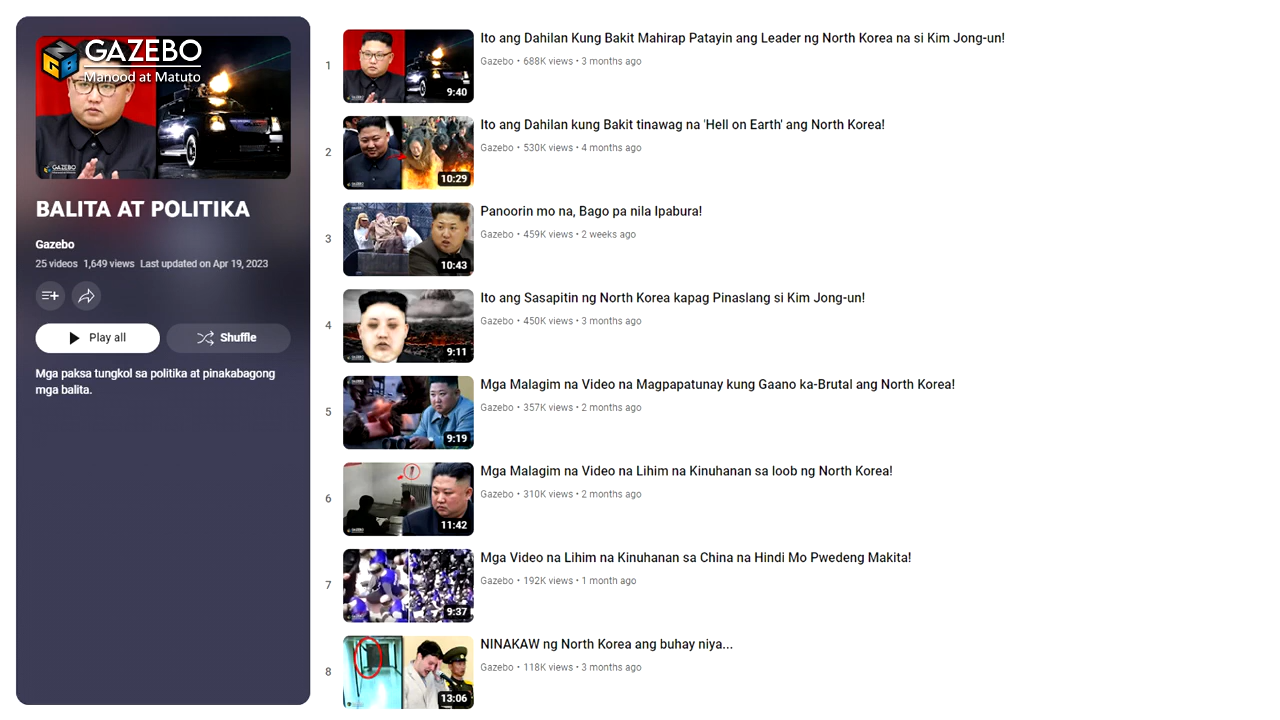 GAZEBO
Manood at Matuto
BALITA AT POLITIKA
Gazebo
25 videos 1,649 views Last updated on Apr 19, 2023
Play all
Shuffle
Mga paksa tungkol sa politika at pinakabagong
mga balita.
1
9:40
Ito ang Dahilan Kung Bakit Mahirap Patayin ang Leader ng North Korea na si Kim Jong-un!
Gazebo • 688K views • 3 months ago
2
10:29
Ito ang Dahilan kung Bakit tinawag na 'Hell on Earth' ang North Korea!
Gazebo • 530K views • 4 months ago
3
10:43
Panoorin mo na, Bago pa nila Ipabura!
Gazebo • 459K views • 2 weeks ago
4
9:11
Ito ang Sasapitin ng North Korea kapag Pinaslang si Kim Jong-un!
Gazebo • 450K views • 3 months ago
5
9:19
Mga Malagim na Video na Magpapatunay kung Gaano ka-Brutal ang North Korea!
Gazebo • 357K views • 2 months ago
6
11:42
Mga Malagim na Video na Lihim na Kinuhanan sa loob ng North Korea!
Gazebo • 310K views • 2 months ago
7
9:37
Mga Video na Lihim na Kinuhanan sa China na Hindi Mo Pwedeng Makita!
Gazebo • 192K views • 1 month ago
8
13:06
NINAKAW ng North Korea ang buhay niya...
Gazebo • 118K views • 3 months ago